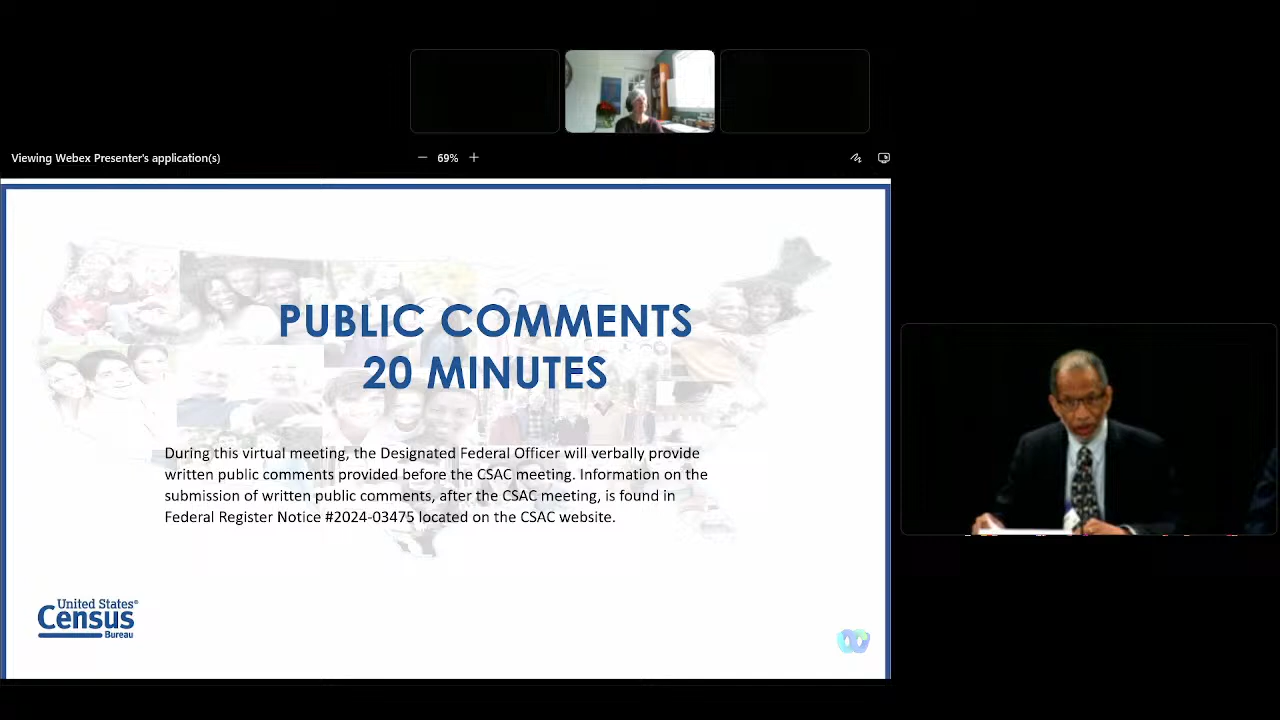 Viewing Webex Presenter's application(s)
69%
PUBLIC COMMENTS
20 MINUTES
During this virtual meeting, the Designated Federal Officer will verbally provide
written public comments provided before the CSAC meeting. Information on the
submission of written public comments, after the CSAC meeting, is found in
Federal Register Notice #2024-03475 located on the CSAC website.
United States®
Census
Bureau